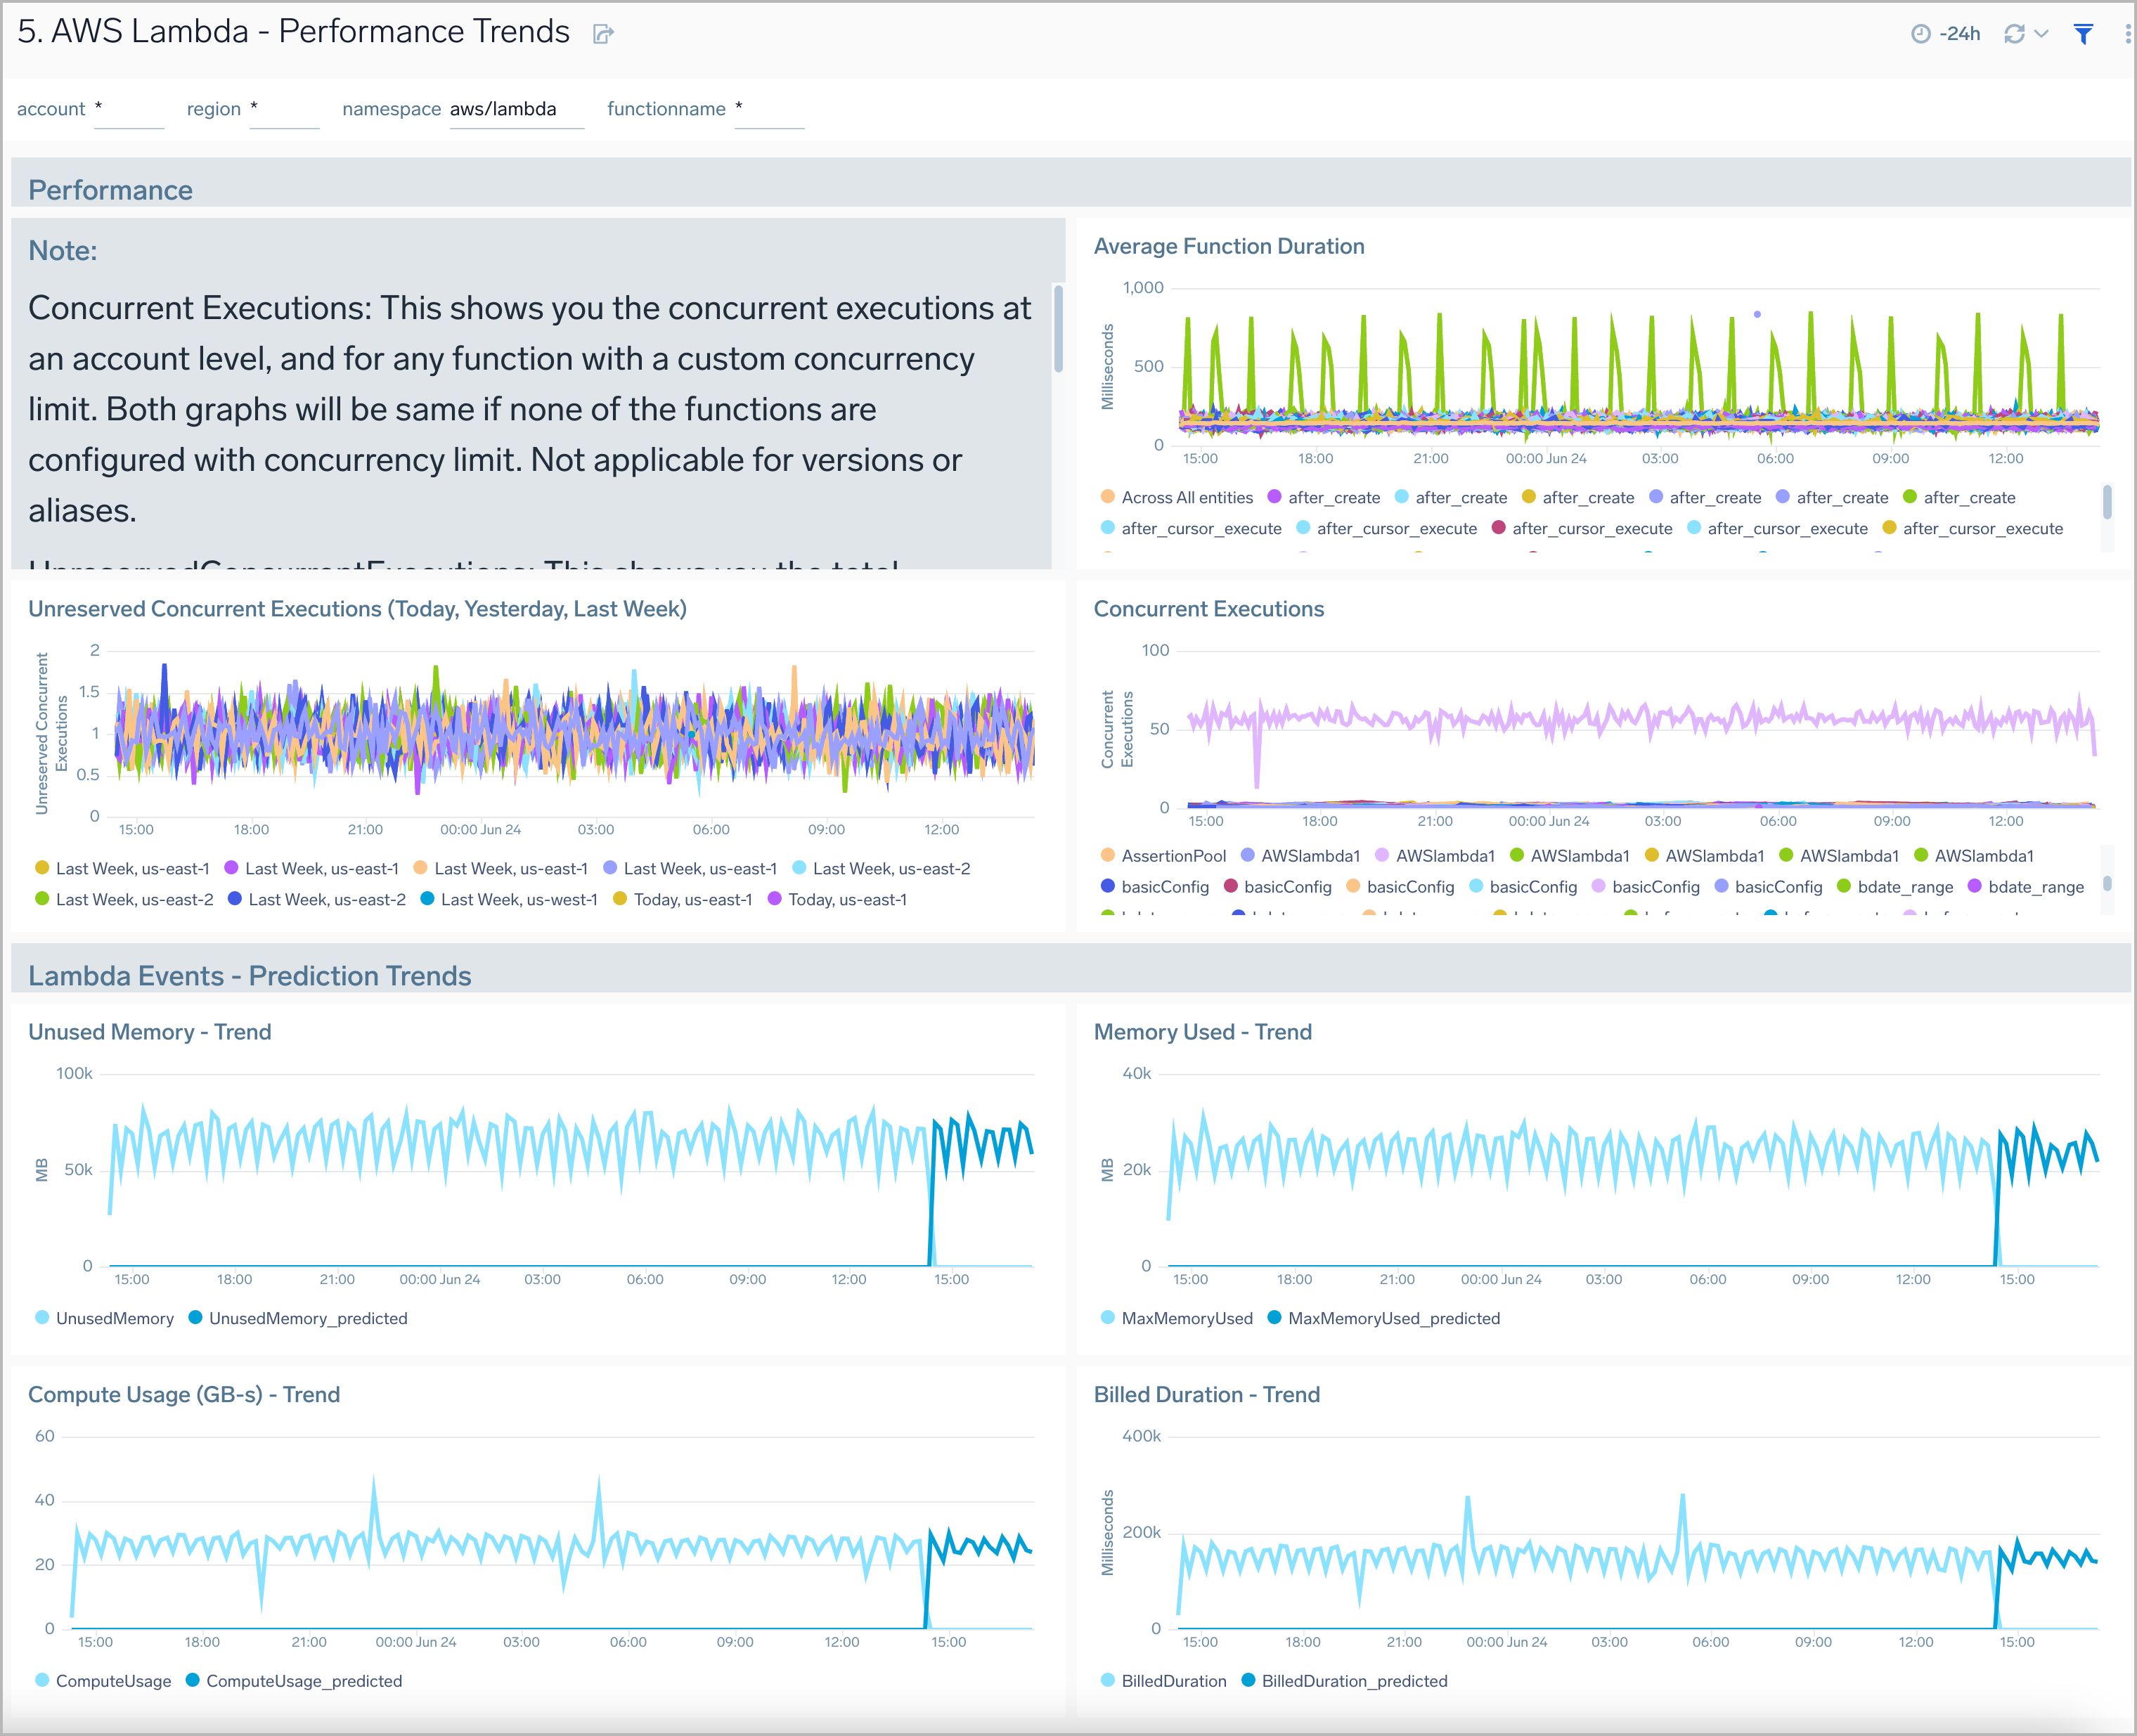 5. AWS Lambda - Performance Trends
-24h
account * region * namespace aws/lambda functionname *
Performance
Note:
Concurrent Executions: This shows you the concurrent executions at
an account level, and for any function with a custom concurrency
limit. Both graphs will be same if none of the functions are
configured with concurrency limit. Not applicable for versions or
aliases.
UnreservedConcurrentExecutions: This shows you the total
Average Function Duration
Milliseconds
1,000
500
0
15:00 18:00 21:00 00:00 Jun 24 03:00 06:00 09:00 12:00
Across All entities after_create after_create after_create after_create after_create after_create
after_cursor_execute after_cursor_execute after_cursor_execute after_cursor_execute after_cursor_execute
Unreserved Concurrent Executions (Today, Yesterday, Last Week)
Unreserved Concurrent
Executions
2
1.5
1
0.5
0
15:00 18:00 21:00 00:00 Jun 24 03:00 06:00 09:00 12:00
Last Week, us-east-1 Last Week, us-east-1 Last Week, us-east-1 Last Week, us-east-1 Last Week, us-east-2
Last Week, us-east-2 Last Week, us-east-2 Last Week, us-west-1 Today, us-east-1 Today, us-east-1
Concurrent Executions
Concurrent
Executions
100
50
0
15:00 18:00 21:00 00:00 Jun 24 03:00 06:00 09:00 12:00
AssertionPool AWSlambda1 AWSlambda1 AWSlambda1 AWSlambda1 AWSlambda1 AWSlambda1
basicConfig basicConfig basicConfig basicConfig basicConfig basicConfig bdate_range bdate_range
Lambda Events - Prediction Trends
Unused Memory - Trend
MB
100k
50k
0
15:00 18:00 21:00 00:00 Jun 24 03:00 06:00 09:00 12:00 15:00
UnusedMemory UnusedMemory_predicted
Memory Used - Trend
MB
40k
20k
0
15:00 18:00 21:00 00:00 Jun 24 03:00 06:00 09:00 12:00 15:00
MaxMemoryUsed MaxMemoryUsed_predicted
Compute Usage (GB-s) - Trend
60
40
20
0
15:00 18:00 21:00 00:00 Jun 24 03:00 06:00 09:00 12:00 15:00
ComputeUsage ComputeUsage_predicted
Billed Duration - Trend
Milliseconds
400k
200k
0
15:00 18:00 21:00 00:00 Jun 24 03:00 06:00 09:00 12:00 15:00
BilledDuration BilledDuration_predicted